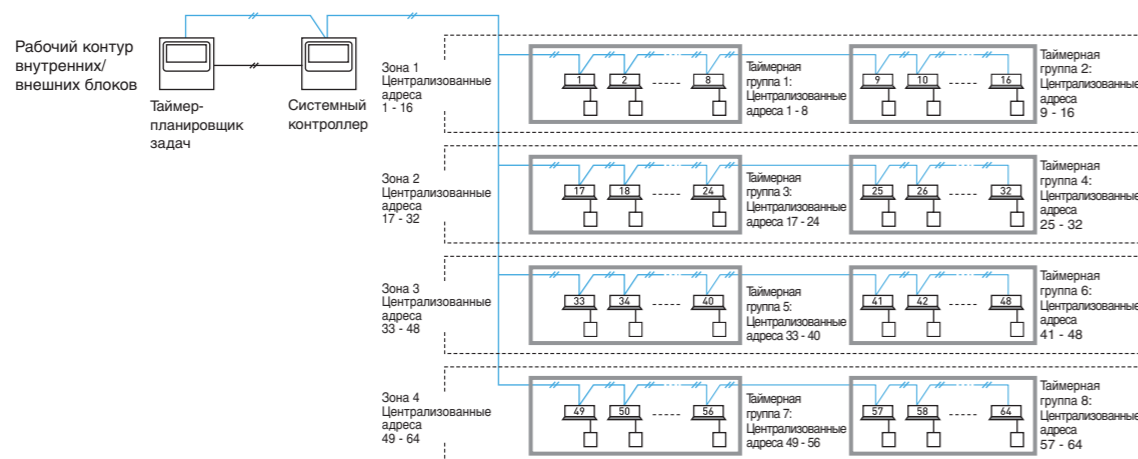 Рабочий контур
внутренних/
внешних блоков
Таймер-
планировщик
задач
Системный
контроллер
Зона 1
Централизованные
адреса
1 - 16
1
2
8
Таймерная
группа 1:
Централизованные
адреса 1 - 8
9
10
16
Таймерная
группа 2:
Централизованные
адреса
9 - 16
Зона 2
Централизованные
адреса
17 - 32
17
18
24
Таймерная
группа 3:
Централизованные
адреса 17 - 24
25
26
32
Таймерная
группа 4:
Централизованные
адреса
25 - 32
Зона 3
Централизованные
адреса
33 - 48
33
34
40
Таймерная
группа 5:
Централизованные
адреса 33 - 40
41
42
48
Таймерная
группа 6:
Централизованные
адреса
41 - 48
Зона 4
Централизованные
адреса
49 - 64
49
50
56
Таймерная
группа 7:
Централизованные
адреса 49 - 56
57
58
64
Таймерная
группа 8:
Централизованные
адреса
57 - 64